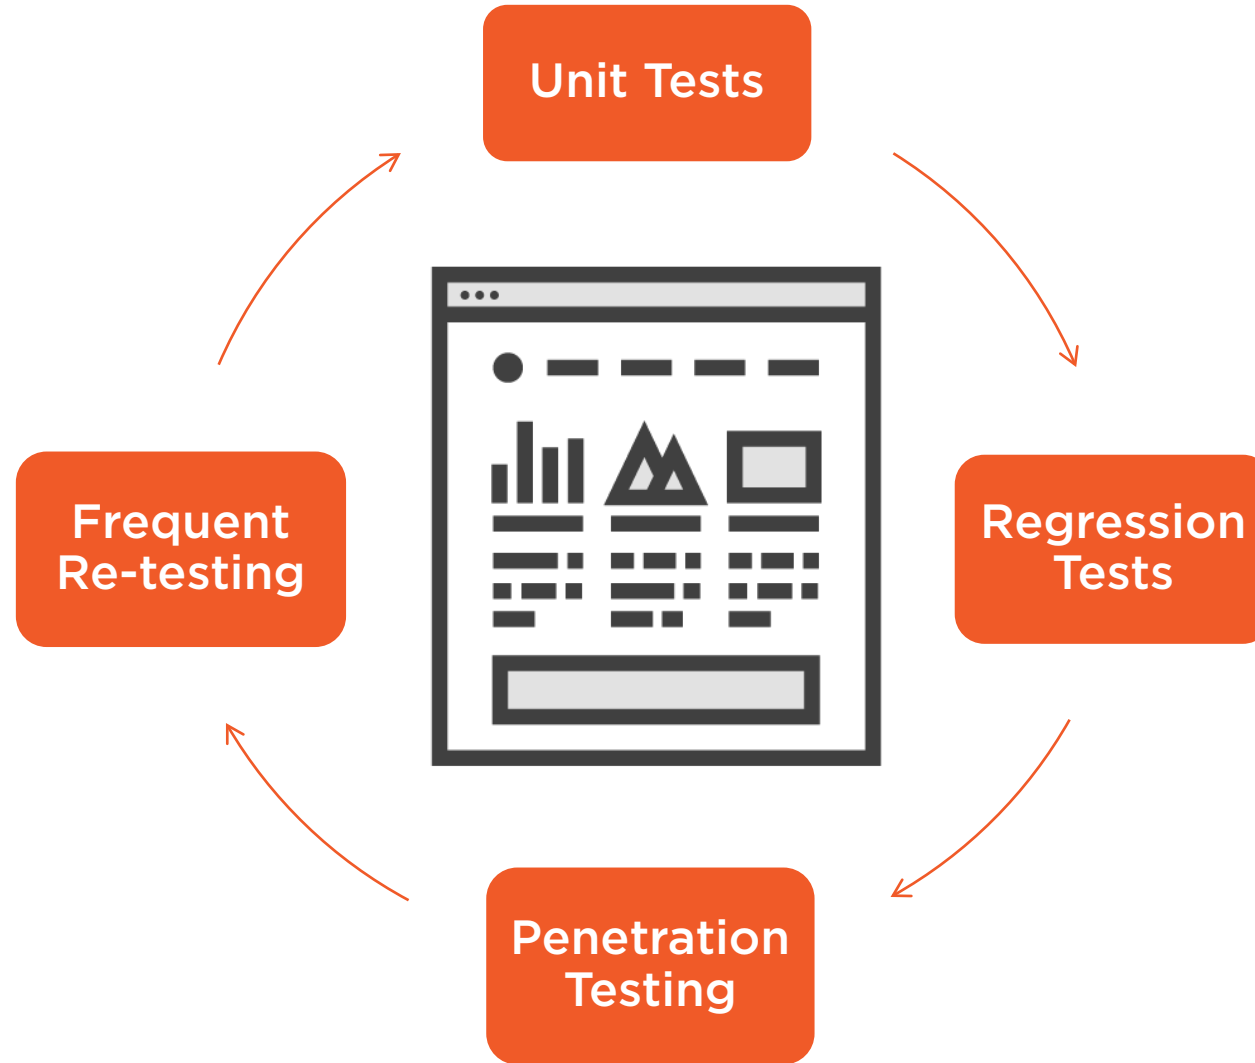 Unit Tests
Regression
Tests
Penetration
Testing
Frequent
Re-testing